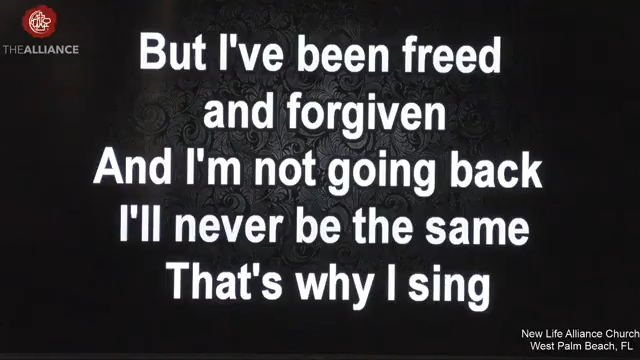 THEALLIANCE
But I've been freed
and forgiven
And I'm not going back
I'll never be the same
That's why I sing
New Life Alliance Church
West Palm Beach, FL